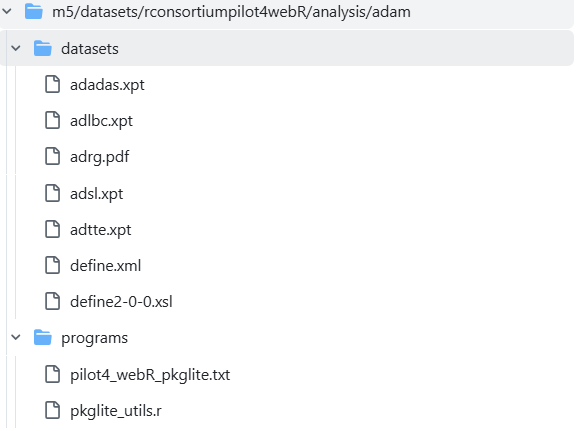 m5/datasets/rconsortiumpilot4webR/analysis/adam
datasets
adadas.xpt
adlbc.xpt
adrg.pdf
adsl.xpt
adtte.xpt
define.xml
define2-0-0.xsl
programs
pilot4_webR_pkglite.txt
pkglite_utils.r